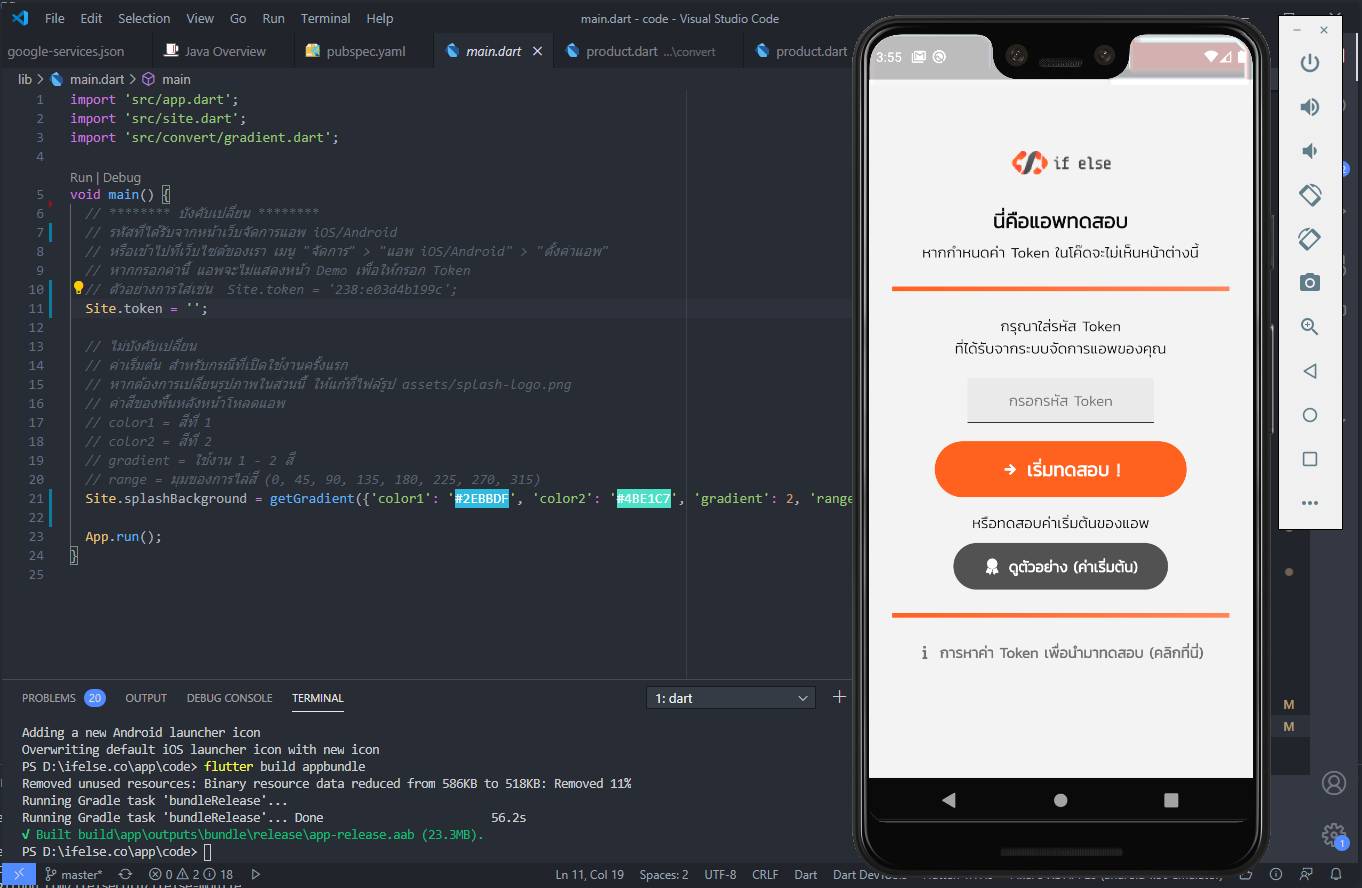 File Edit Selection View Go Run Terminal Help
main.dart - code - Visual Studio Code
google-services.json
Java Overview
pubspec.yaml
main.dart
product.dart ...\convert
product.dart
lib > main.dart > main
1 import 'src/app.dart';
2 import 'src/site.dart';
3 import 'src/convert/gradient.dart';
4
Run | Debug
5 void main() {
6 // ******** บังคับเปลี่ยน ********
7 // รหัสที่ได้รับจากหน้าเว็บจัดการแอพ iOS/Android
8 // หรือเข้าไปที่เว็บไซต์ของเรา เมนู "จัดการ" > "แอพ iOS/Android" > "ตั้งค่าแอพ"
9 // หากกรอกค่านี้ แอพจะไม่แสดงหน้า Demo เพื่อให้กรอก Token
10 // ตัวอย่างการใส่เช่น Site.token = '238:e03d4b199c';
11 Site.token = '';
12
13 // ไม่บังคับเปลี่ยน
14 // ค่าเริ่มต้น สำหรับกรณีที่เปิดใช้งานครั้งแรก
15 // หากต้องการเปลี่ยนรูปภาพในส่วนนี้ ให้แก้ที่ไฟล์รูป assets/splash-logo.png
16 // ค่าสีของพื้นหลังหน้าโหลดแอพ
17 // color1 = สีที่ 1
18 // color2 = สีที่ 2
19 // gradient = ใช้งาน 1 - 2 สี
20 // range = มุมของการไล่สี (0, 45, 90, 135, 180, 225, 270, 315)
21 Site.splashBackground = getGradient({'color1': '#2EBBDF', 'color2': '#4BE1C7', 'gradient': 2, 'range
22
23 App.run();
24 }
25
PROBLEMS 20 OUTPUT DEBUG CONSOLE TERMINAL
1: dart
Adding a new Android launcher icon
Overwriting default iOS launcher icon with new icon
PS D:\ifelse.co\app\code> flutter build appbundle
Removed unused resources: Binary resource data reduced from 586KB to 518KB: Removed 11%
Running Gradle task 'bundleRelease'...
Running Gradle task 'bundleRelease'... Done 56.2s
√ Built build\app\outputs\bundle\release\app-release.aab (23.3MB).
PS D:\ifelse.co\app\code>
master* 0 2 18
Ln 11, Col 19 Spaces: 2 UTF-8 CRLF Dart
3:55
if else
นี่คือแอพทดสอบ
หากกำหนดค่า Token ในโค๊ดจะไม่เห็นหน้าต่างนี้
กรุณาใส่รหัส Token
ที่ได้รับจากระบบจัดการแอพของคุณ
กรอกรหัส Token
เริ่มทดสอบ !
หรือทดสอบค่าเริ่มต้นของแอพ
ดูตัวอย่าง (ค่าเริ่มต้น)
การหาค่า Token เพื่อนำมาทดสอบ (คลิกที่นี่)
M
M
1